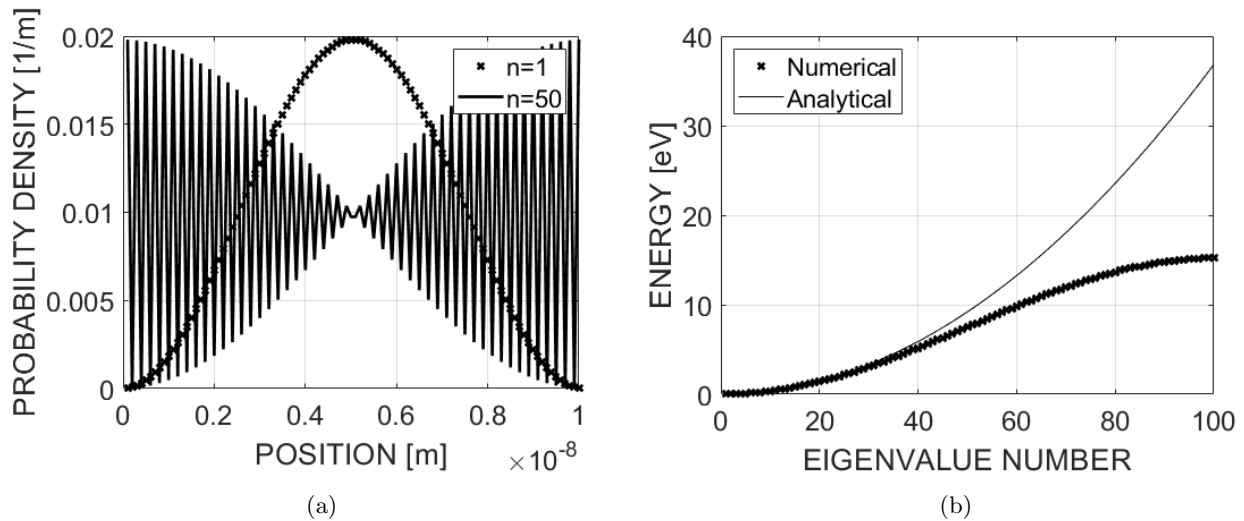 PROBABILITY DENSITY [1/m]
0.02
0.015
0.01
0.005
0
n=1
n=50
0 0.2 0.4 0.6 0.8 1
POSITION [m]
×10-8
(a)
ENERGY [eV]
40
30
20
10
0
Numerical
Analytical
0 20 40 60 80 100
EIGENVALUE NUMBER
(b)